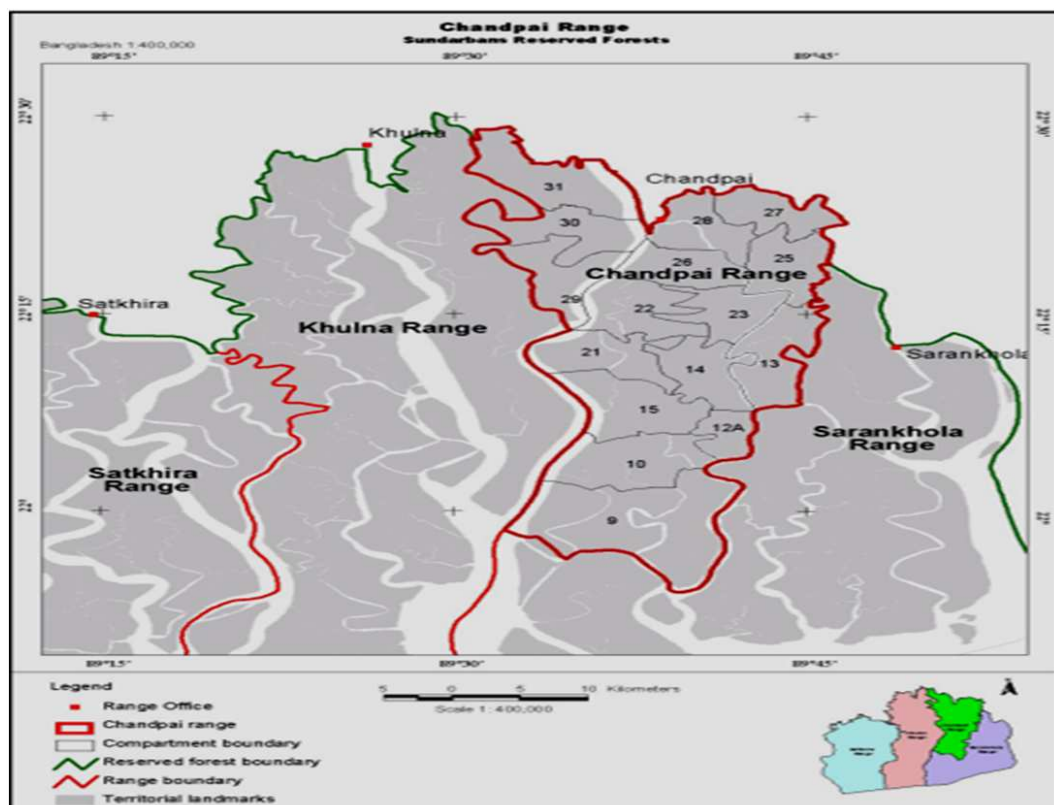 Chandpai Range
Sundarbans Reserved Forests
Bangladesh 1:400,000
89°15'
89°30'
89°45'
22°30'
22°30'
Khulna
Chandpai
31
30
28
27
26
25
Chandpai Range
29
22
23
Satkhira
Khulna Range
22°15'
22°15'
21
14
13
Sarankhola
15
12A
Sarankhola
Range
Satkhira
Range
10
9
22°
22°
89°15'
89°30'
89°45'
Legend
Range Office
Chandpai range
Compartment boundary
Reserved forest boundary
Range boundary
Territorial landmarks
5 0 5 10 Kilometers
Scale 1:400,000